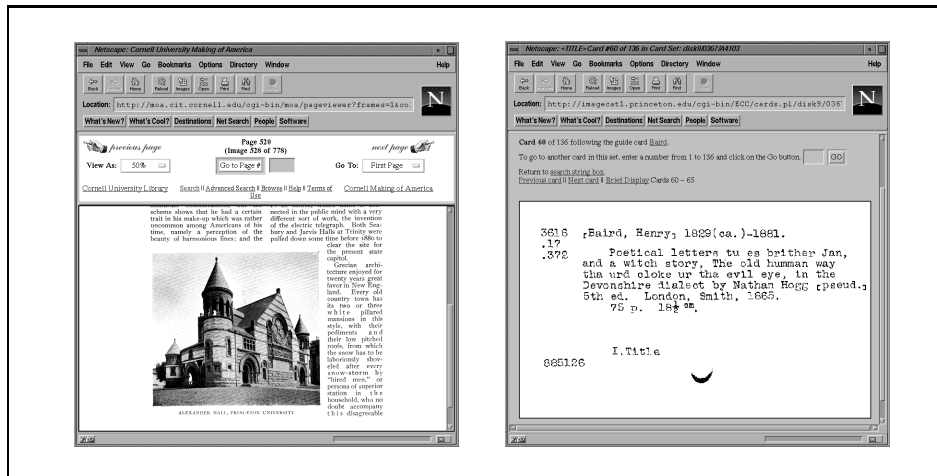 Netscape: Cornell University Making of America
File Edit View Go Bookmarks Options Directory Window Help
Back Home Reload Images Open Print Find
Location: http://moa.cit.cornell.edu/cgi-bin/moa/pageviewer?frames=1&co
N
What's New? What's Cool? Destinations Net Search People Software
previous page
Page 520
(Image 528 of 778)
next page
View As: 50% Go to Page # Go To: First Page
Cornell University Library
Search || Advanced Search || Browse || Help || Terms of
Use
Cornell Making of America
scheme shows that he had a certain
trait in his make-up which was rather
uncommon among Americans of his
time, namely a perception of the
beauty of harmonious lines; and the
nected in the public mind with a very
different sort of work, the invention
of the electric telegraph. Both Sea-
bury and Jarvis Halls at Trinity were
pulled down some time before 1880 to
clear the site for
the present state
capitol.
Grecian archi-
tecture enjoyed for
twenty years great
favor in New Eng-
land. Every old
country town has
its two or three
white pillared
mansions in this
style, with their
pediments and
their low pitched
roofs, from which
the snow has to be
laboriously shov-
eled after every
snow-storm by
"hired men," or
persons of superior
station in the
household, who no
doubt accompany
this disagreeable
ALEXANDER HALL, PRINCETON UNIVERSITY.
Netscape: <TITLE>Card #60 of 136 in Card Set: disk9/0367/A4103
File Edit View Go Bookmarks Options Directory Window Help
Back Home Reload Images Open Print Find
Location: http://imagecat1.princeton.edu/cgi-bin/ECC/cards.pl/disk9/036
N
What's New? What's Cool? Destinations Net Search People Software
Card 60 of 136 following the guide card Baird.
To go to another card in this set, enter a number from 1 to 136 and click on the Go button. GO
Return to search string box.
Previous card || Next card || Brief Display Cards 60 – 65
3616 [Baird, Henry] 1829(ca.)-1881.
.17
.372 Poetical letters tu es brither Jan,
and a witch story, The old humman way
tha urd cloke ur tha evil eye, in the
Devonshire dialect by Nathan Hogg [pseud.]
5th ed. London, Smith, 1865.
75 p. 18½ cm.
I.Title
885126